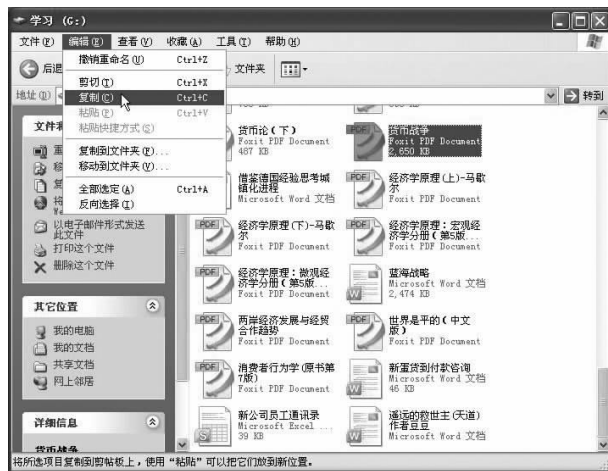 学习 (G:)
文件(F) 编辑(E) 查看(V) 收藏(A) 工具(T) 帮助(H)
后退
文件夹
地址(D)
转到
撤销重命名(U) Ctrl+Z
剪切(T) Ctrl+X
复制(C) Ctrl+C
粘贴(P) Ctrl+V
粘贴快捷方式(S)
复制到文件夹(F)...
移动到文件夹(V)...
全部选定(A) Ctrl+A
反向选择(I)
文件
以电子邮件形式发送
此文件
打印这个文件
删除这个文件
其它位置
我的电脑
我的文档
共享文档
网上邻居
详细信息
货币战争
货币论(下)
Foxit PDF Document
487 KB
货币战争
Foxit PDF Document
2,650 KB
借鉴德国经验思考城
镇化进程
Microsoft Word 文档
经济学原理(上)-马歇
尔
Foxit PDF Document
经济学原理(下)-马歇
尔
Foxit PDF Document
经济学原理：宏观经
济学分册(第5版...
Foxit PDF Document
经济学原理：微观经
济学分册(第5版...
Foxit PDF Document
蓝海战略
Microsoft Word 文档
2,474 KB
两岸经济发展与经贸
合作趋势
Foxit PDF Document
世界是平的(中文
版)
Foxit PDF Document
消费者行为学(原书第
7版)
Foxit PDF Document
新蛋货到付款咨询
Microsoft Word 文档
46 KB
新公司员工通讯录
Microsoft Excel ...
39 KB
遥远的救世主(天道)
作者豆豆
Microsoft Word 文档
将所选项目复制到剪贴板上，使用“粘贴”可以把它们放到新位置。